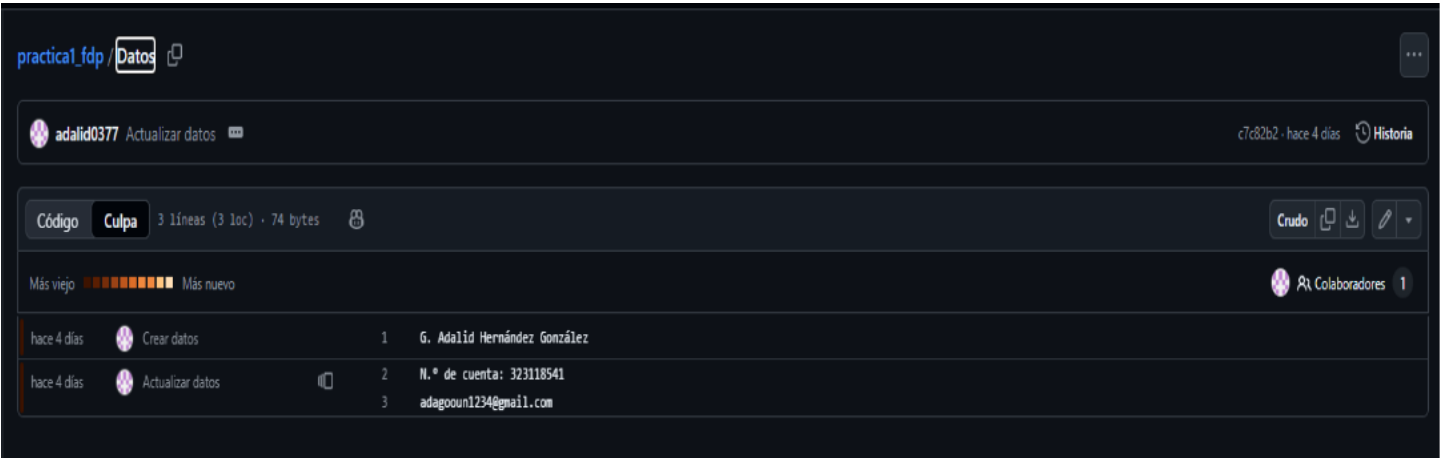 practica1_fdp / Datos
adalid0377 Actualizar datos
c7c82b2 · hace 4 días Historia
Código Culpa 3 líneas (3 loc) · 74 bytes
Crudo
Más viejo Más nuevo
Colaboradores 1
hace 4 días Crear datos 1 G. Adalid Hernández González
hace 4 días Actualizar datos 2 N.º de cuenta: 323118541
3 adagooun1234@gmail.com